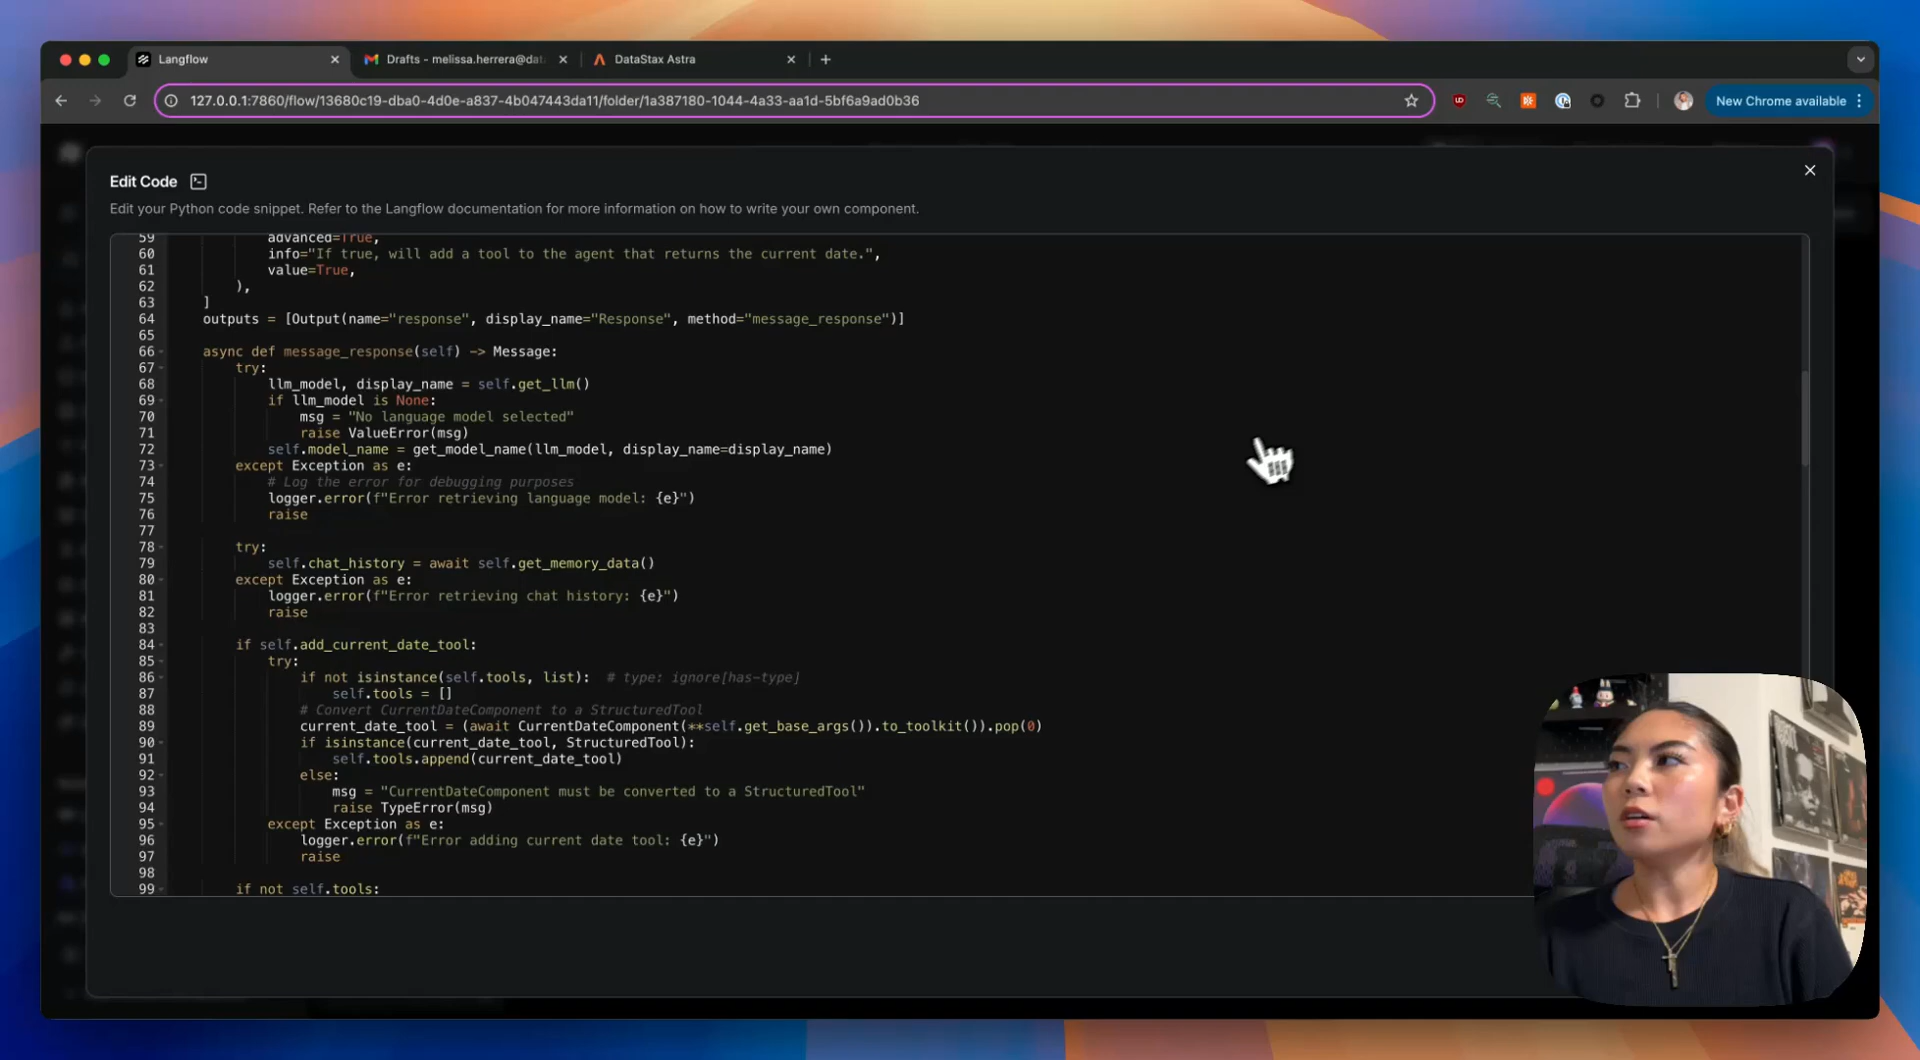 Langflow
Drafts - melissa.herrera@dat
DataStax Astra
127.0.0.1:7860/flow/13680c19-dba0-4d0e-a837-4b047443da11/folder/1a387180-1044-4a33-aa1d-5bf6a9ad0b36
New Chrome available
Edit Code
Edit your Python code snippet. Refer to the Langflow documentation for more information on how to write your own component.
59 advanced=True,
60 info="If true, will add a tool to the agent that returns the current date.",
61 value=True,
62 ),
63 ]
64 outputs = [Output(name="response", display_name="Response", method="message_response")]
65
66 async def message_response(self) -> Message:
67 try:
68 llm_model, display_name = self.get_llm()
69 if llm_model is None:
70 msg = "No language model selected"
71 raise ValueError(msg)
72 self.model_name = get_model_name(llm_model, display_name=display_name)
73 except Exception as e:
74 # Log the error for debugging purposes
75 logger.error(f"Error retrieving language model: {e}")
76 raise
77
78 try:
79 self.chat_history = await self.get_memory_data()
80 except Exception as e:
81 logger.error(f"Error retrieving chat history: {e}")
82 raise
83
84 if self.add_current_date_tool:
85 try:
86 if not isinstance(self.tools, list):  # type: ignore[has-type]
87 self.tools = []
88 # Convert CurrentDateComponent to a StructuredTool
89 current_date_tool = (await CurrentDateComponent(**self.get_base_args()).to_toolkit()).pop(0)
90 if isinstance(current_date_tool, StructuredTool):
91 self.tools.append(current_date_tool)
92 else:
93 msg = "CurrentDateComponent must be converted to a StructuredTool"
94 raise TypeError(msg)
95 except Exception as e:
96 logger.error(f"Error adding current date tool: {e}")
97 raise
98
99 if not self.tools: